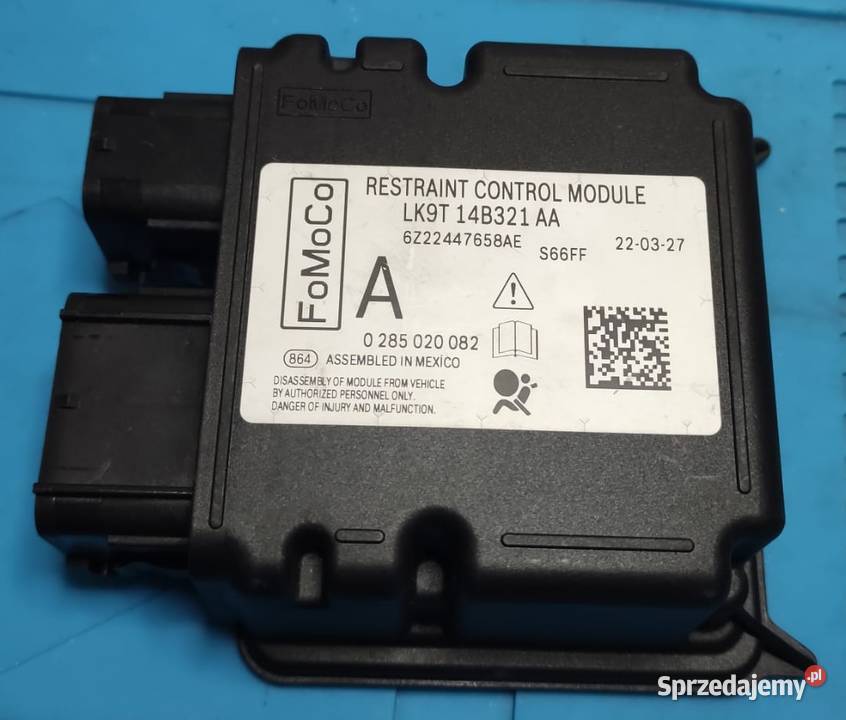 FoMoCo
FoMoCo
RESTRAINT CONTROL MODULE
LK9T 14B321 AA
6Z22447658AE
S66FF
22-03-27
A
0 285 020 082
864
ASSEMBLED IN MEXÍCO
DISASSEMBLY OF MODULE FROM VEHICLE
BY AUTHORIZED PERSONNEL ONLY.
DANGER OF INJURY AND MALFUNCTION.
Sprzedajemy.pl